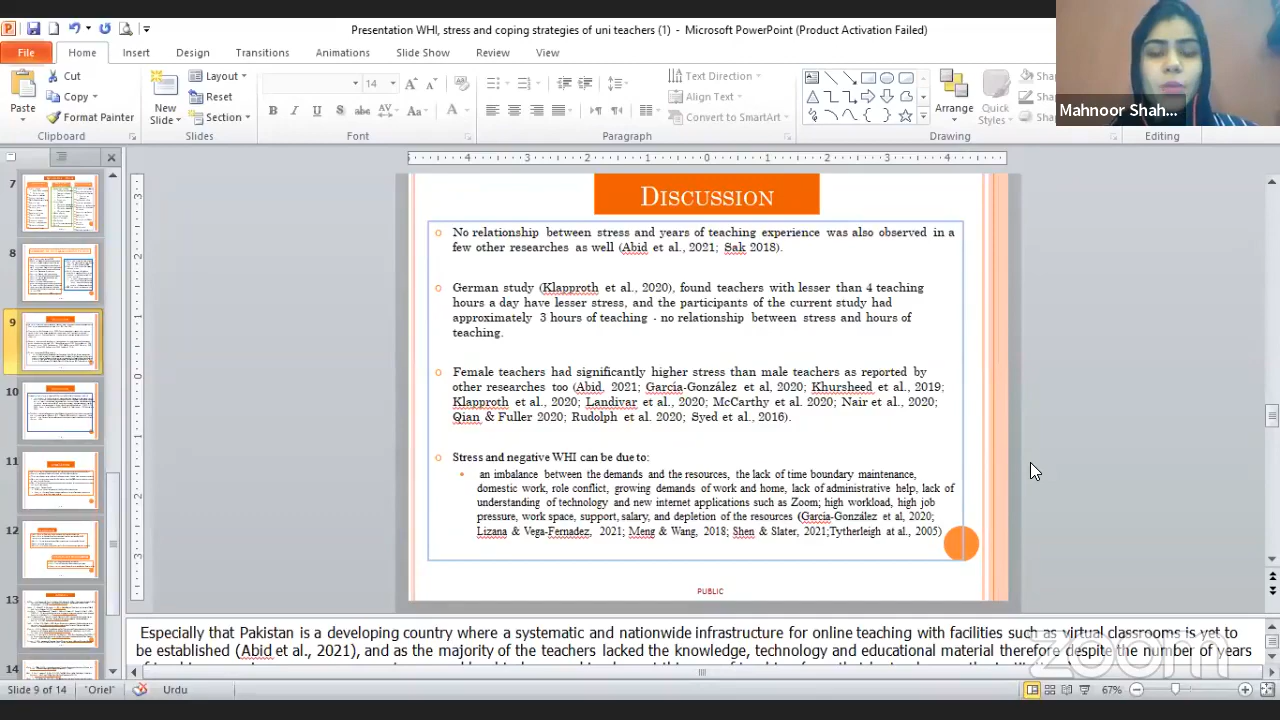 Presentation WHI, stress and coping strategies of uni teachers (1) - Microsoft PowerPoint (Product Activation Failed)
File Home Insert Design Transitions Animations Slide Show Review View
Cut
Copy
Format Painter
Paste
Clipboard
New Slide
Layout
Reset
Section
Slides
14
Font
Text Direction
Align Text
Convert to SmartArt
Paragraph
Arrange
Quick Styles
Sha
Drawing
Editing
Mahnoor Shah...
7
8
9
10
11
12
13
14
DISCUSSION
No relationship between stress and years of teaching experience was also observed in a
few other researches as well (Abid et al., 2021; Sak 2018).
German study (Klapproth et al., 2020), found teachers with lesser than 4 teaching
hours a day have lesser stress, and the participants of the current study had
approximately 3 hours of teaching - no relationship between stress and hours of
teaching.
Female teachers had significantly higher stress than male teachers as reported by
other researches too (Abid, 2021; García-González et al, 2020; Khursheed et al., 2019;
Klapproth et al., 2020; Landivar et al., 2020; McCarthy et al. 2020; Nair et al., 2020;
Qian & Fuller 2020; Rudolph et al. 2020; Syed et al., 2016).
Stress and negative WHI can be due to:
imbalance between the demands and the resources, to lack of time boundary maintenance,
domestic work, role conflict, growing demands of work and home, lack of administrative help, lack of
understanding of technology and new internet applications such as Zoom; high workload, high job
pressure, work space, support, salary, and depletion of the resources (García-González et al, 2020;
Lizana & Vega-Fernadez, 2021; Meng & Wang, 2018; Shen & Slater, 2021;Tytherleigh at al., 2005)
PUBLIC
Especially when Pakistan is a developing country where a systematic and nationwide infrastructure for online teaching with facilities such as virtual classrooms is yet to
be established (Abid et al., 2021), and as the majority of the teachers lacked the knowledge, technology and educational material therefore despite the number of years
zoom
Slide 9 of 14 "Oriel" Urdu 67%